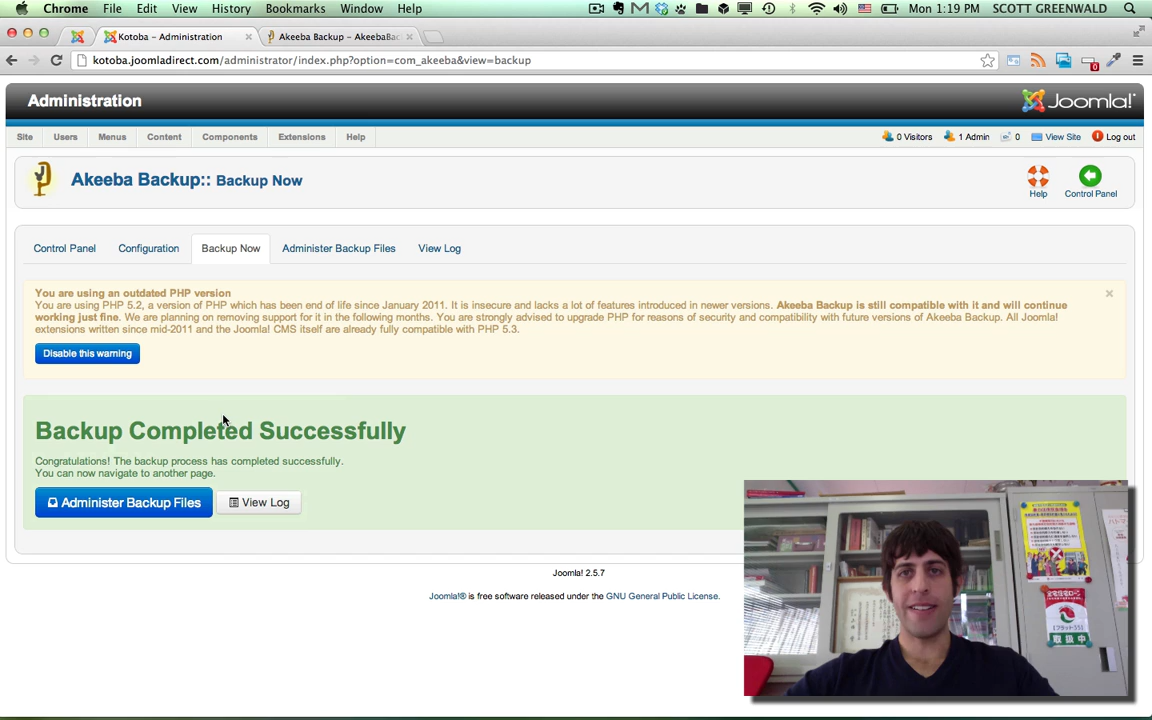 Chrome File Edit View History Bookmarks Window Help
Mon 1:19 PM SCOTT GREENWALD
Kotoba – Administration
Akeeba Backup – AkeebaBac
kotoba.joomladirect.com/administrator/index.php?option=com_akeeba&view=backup
0
Administration
Joomla!
Site Users Menus Content Components Extensions Help
0 Visitors 1 Admin 0 View Site Log out
Akeeba Backup:: Backup Now
Help Control Panel
Control Panel Configuration Backup Now Administer Backup Files View Log
You are using an outdated PHP version
You are using PHP 5.2, a version of PHP which has been end of life since January 2011. It is insecure and lacks a lot of features introduced in newer versions. Akeeba Backup is still compatible with it and will continue
working just fine. We are planning on removing support for it in the following months. You are strongly advised to upgrade PHP for reasons of security and compatibility with future versions of Akeeba Backup. All Joomla!
extensions written since mid-2011 and the Joomla! CMS itself are already fully compatible with PHP 5.3.
Disable this warning
Backup Completed Successfully
Congratulations! The backup process has completed successfully.
You can now navigate to another page.
Administer Backup Files View Log
Joomla! 2.5.7
Joomla!® is free software released under the GNU General Public License.
取扱中